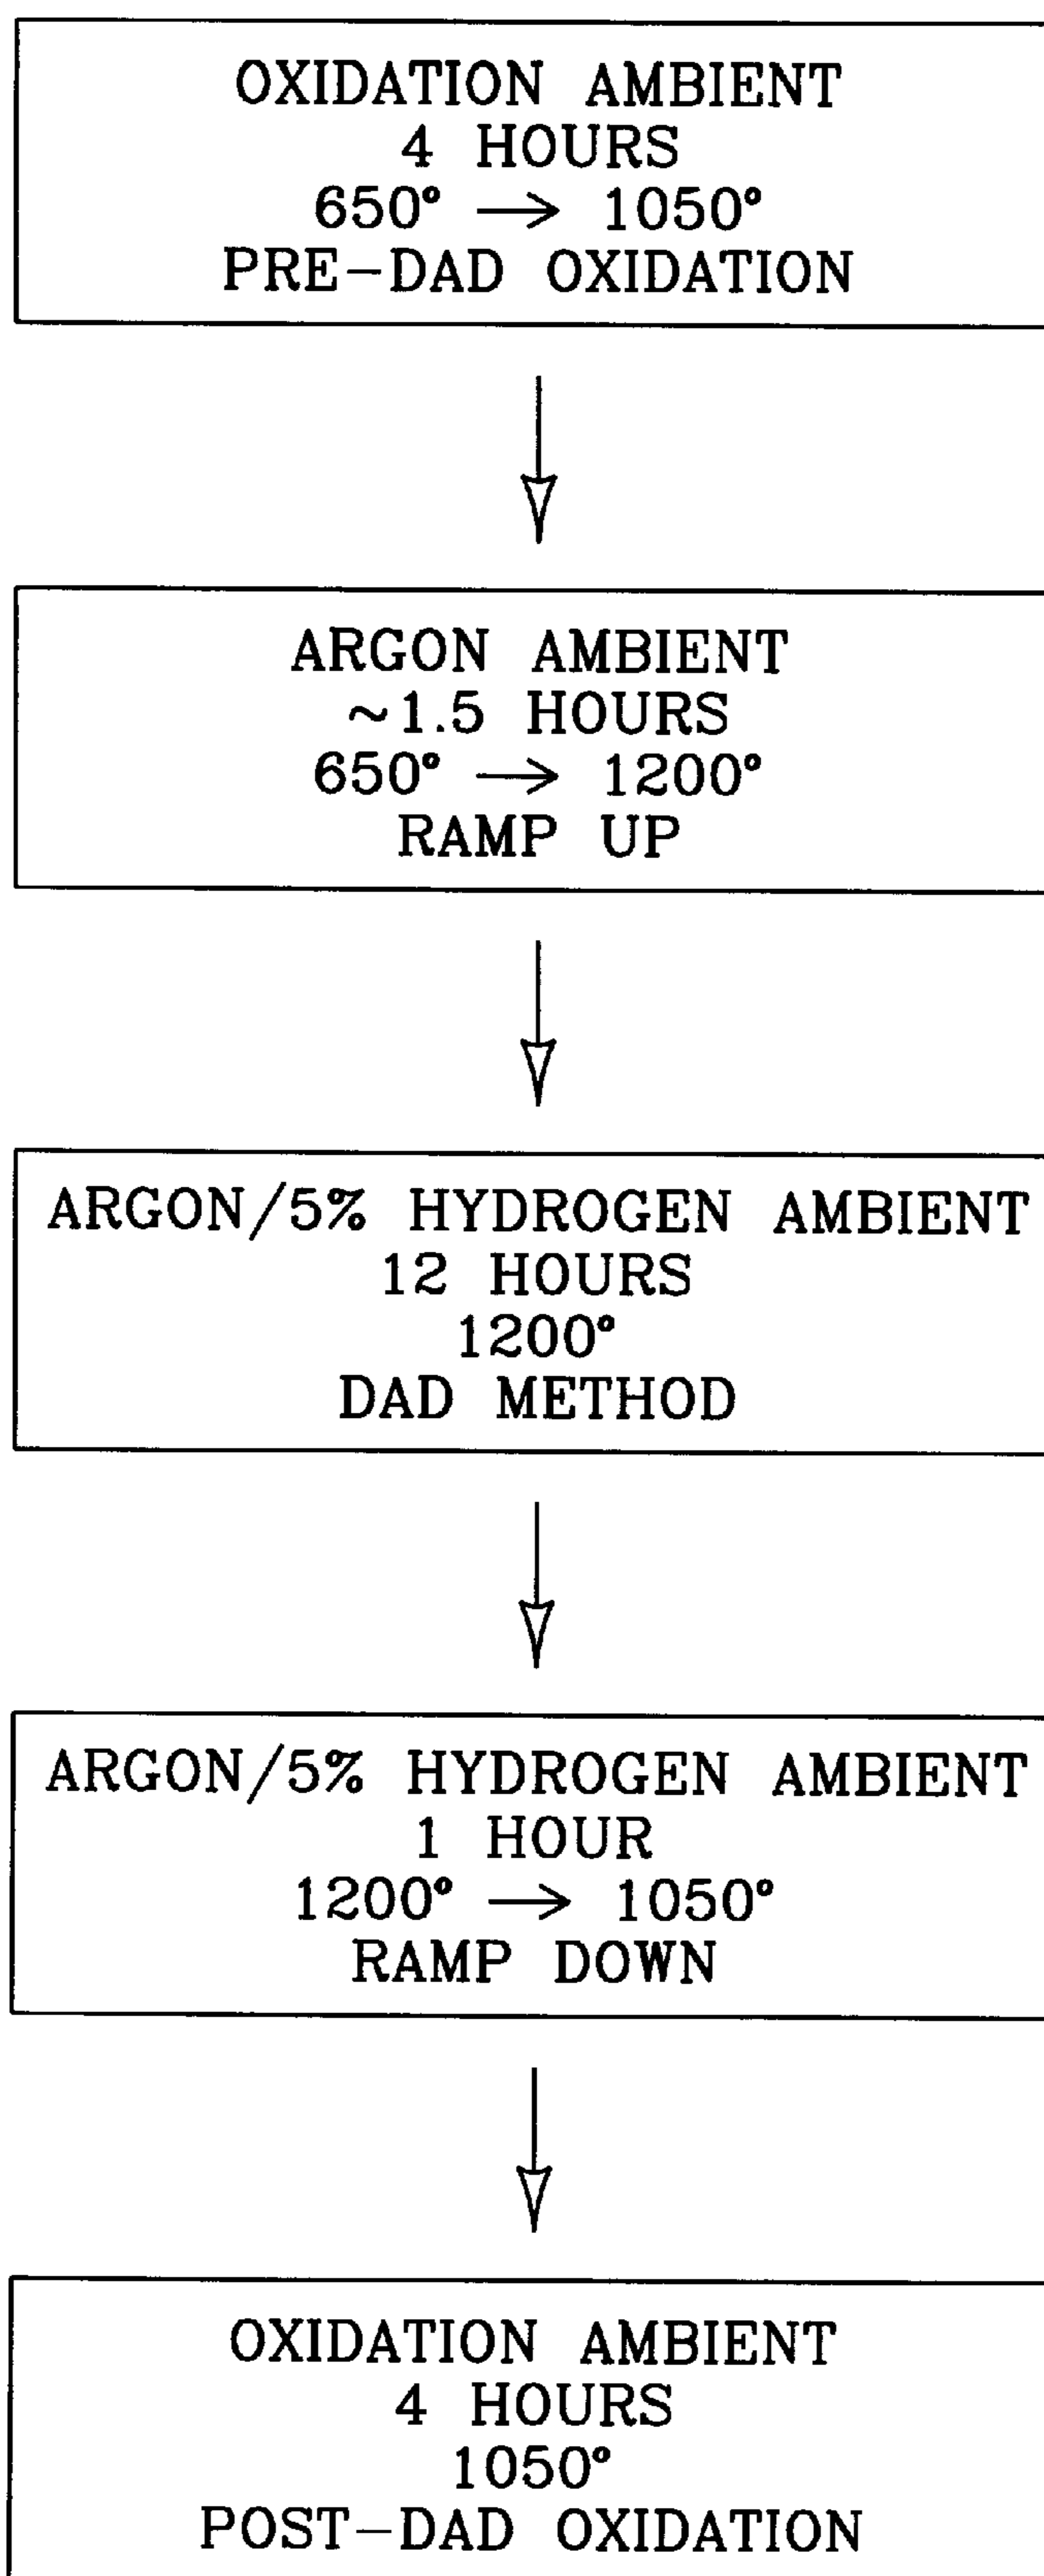 OXIDATION AMBIENT
4 HOURS
650° → 1050°
PRE-DAD OXIDATION
ARGON AMBIENT
~1.5 HOURS
650° → 1200°
RAMP UP
ARGON/5% HYDROGEN AMBIENT
12 HOURS
1200°
DAD METHOD
ARGON/5% HYDROGEN AMBIENT
1 HOUR
1200° → 1050°
RAMP DOWN
OXIDATION AMBIENT
4 HOURS
1050°
POST-DAD OXIDATION